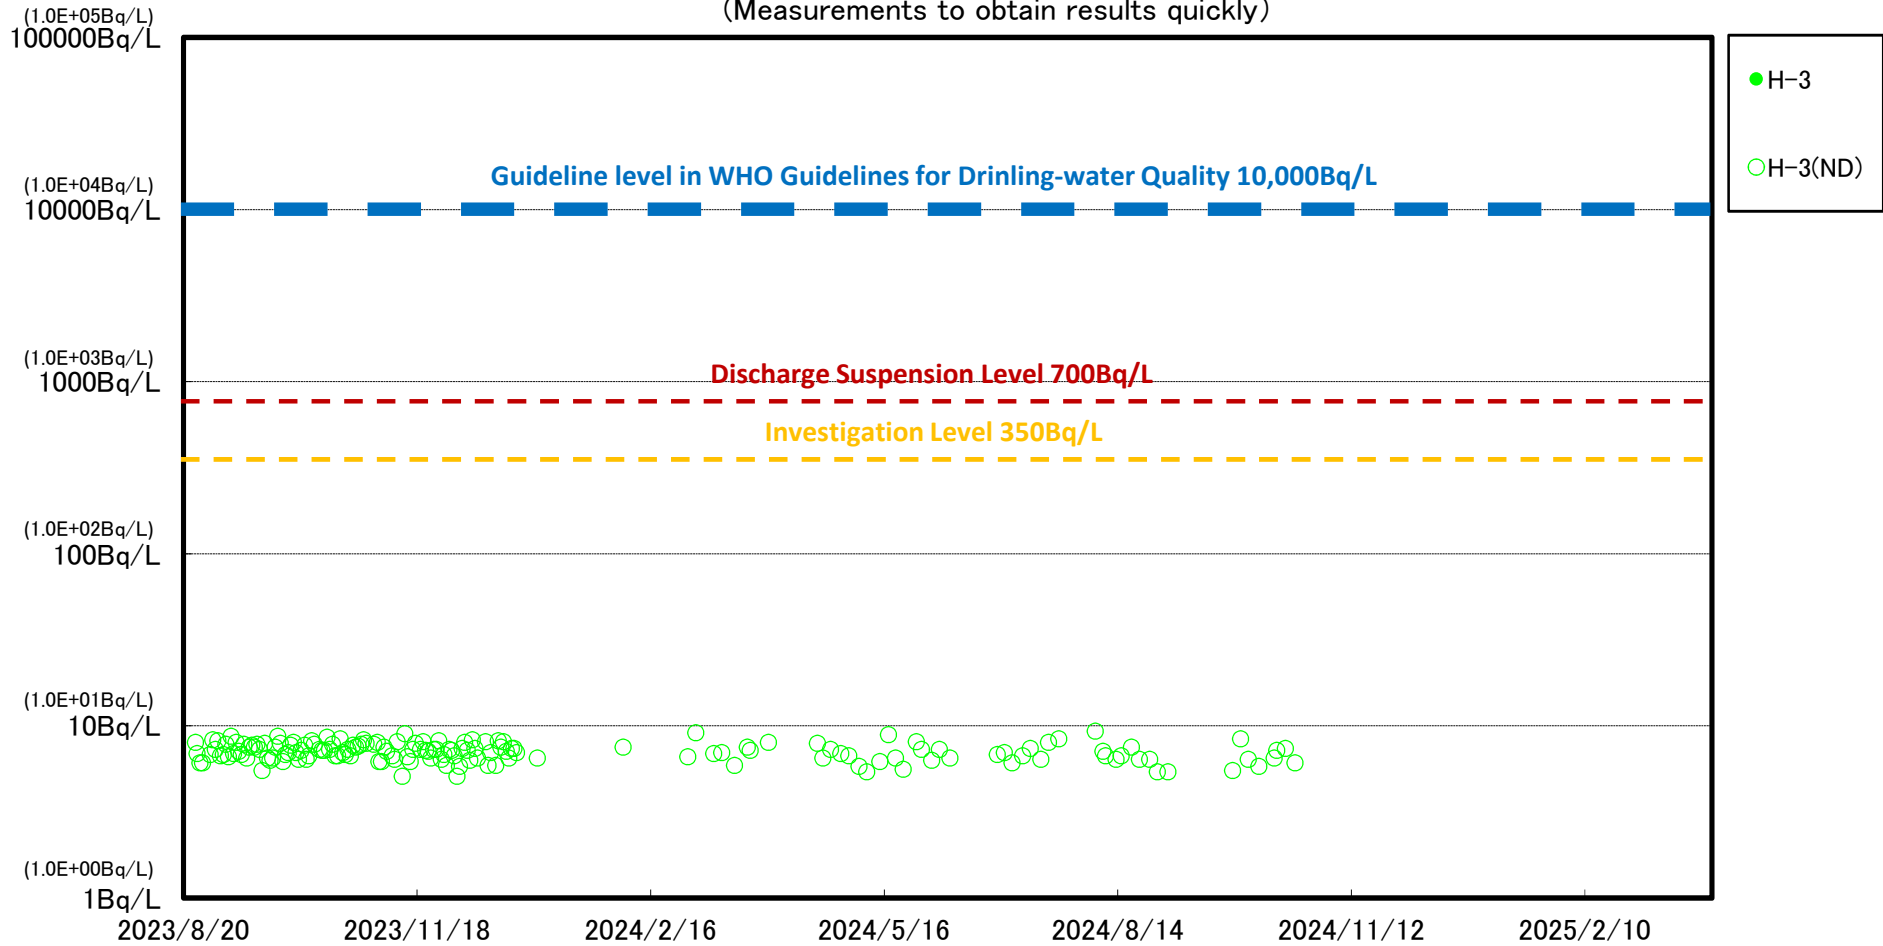 (Measurements to obtain results quickly)
(1.0E+05Bq/L)
100000Bq/L
H-3
H-3(ND)
Guideline level in WHO Guidelines for Drinling-water Quality 10,000Bq/L
(1.0E+04Bq/L)
10000Bq/L
(1.0E+03Bq/L)
1000Bq/L
Discharge Suspension Level 700Bq/L
Investigation Level 350Bq/L
(1.0E+02Bq/L)
100Bq/L
(1.0E+01Bq/L)
10Bq/L
(1.0E+00Bq/L)
1Bq/L
2023/8/20 2023/11/18 2024/2/16 2024/5/16 2024/8/14 2024/11/12 2025/2/10